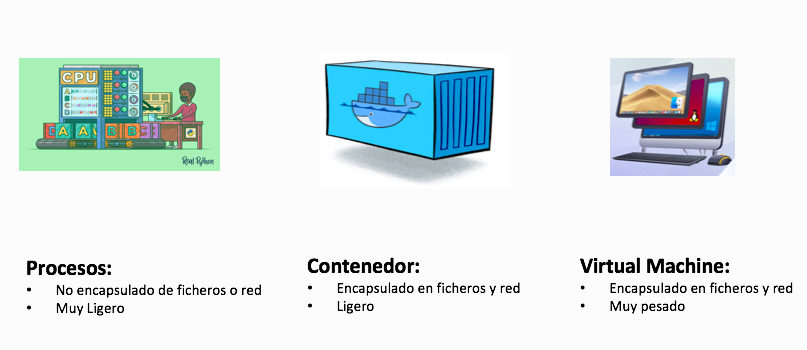 CPU
A
B
C
D
A A B B C
Real Python
Procesos:
• No encapsulado de ficheros o red
• Muy Ligero
Contenedor:
• Encapsulado en ficheros y red
• Ligero
Virtual Machine:
• Encapsulado en ficheros y red
• Muy pesado